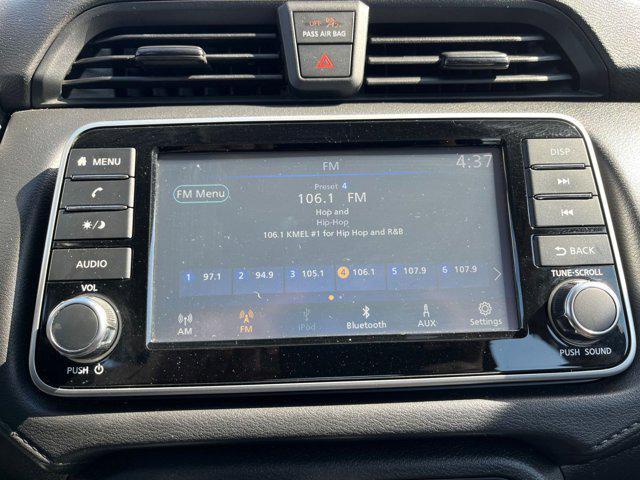 OFF
PASS AIR BAG
MENU
DISP
FM
4:37
FM Menu
Preset 4
106.1 FM
Hop and
Hip-Hop
106.1 KMEL #1 for Hip Hop and R&B
BACK
AUDIO
1 97.1 2 94.9 3 105.1 4 106.1 5 107.9 6 107.9
VOL
TUNE·SCROLL
AM FM iPod Bluetooth AUX Settings
PUSH
PUSH SOUND